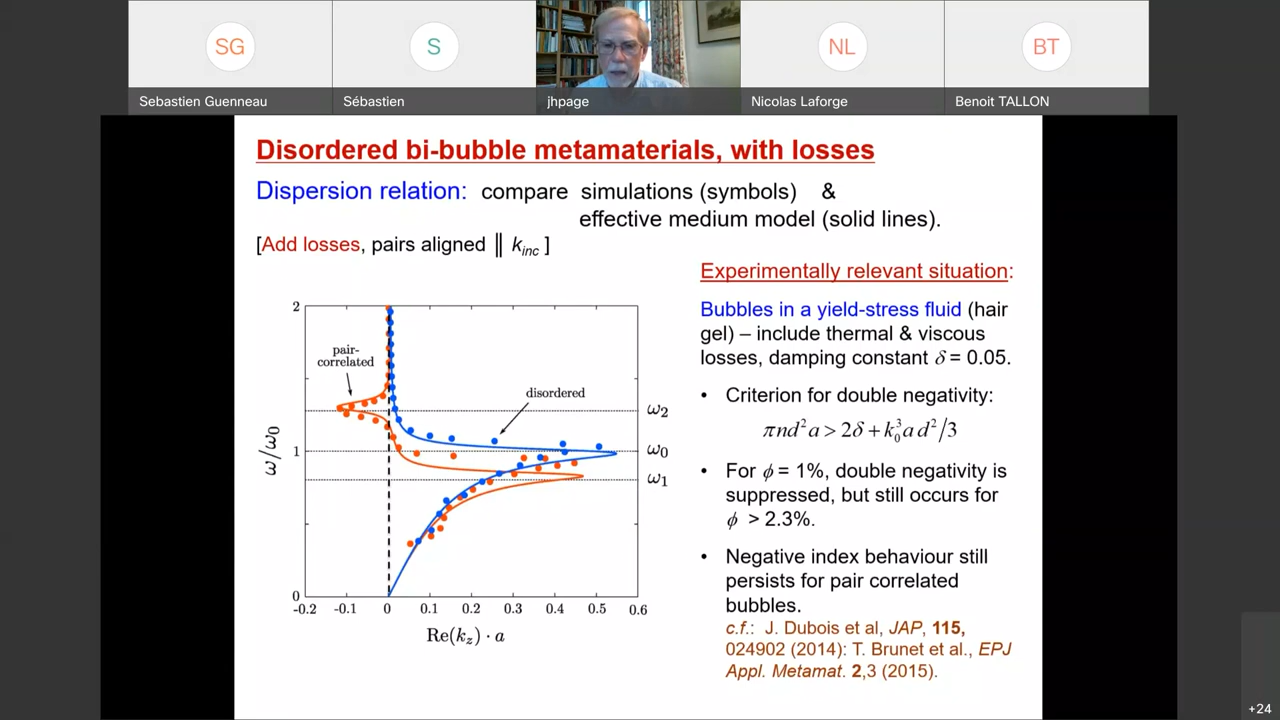 SG
S
NL
BT
Sebastien Guenneau
Sébastien
jhpage
Nicolas Laforge
Benoit TALLON
Disordered bi-bubble metamaterials, with losses
Dispersion relation: compare simulations (symbols) &
effective medium model (solid lines).
[Add losses, pairs aligned ∥ k_inc ]
Experimentally relevant situation:
Bubbles in a yield-stress fluid (hair
gel) – include thermal & viscous
losses, damping constant δ = 0.05.
• Criterion for double negativity:
πnd²a > 2δ + k₀³ad²/3
• For ϕ = 1%, double negativity is
suppressed, but still occurs for
ϕ > 2.3%.
• Negative index behaviour still
persists for pair correlated
bubbles.
c.f.: J. Dubois et al, JAP, 115,
024902 (2014): T. Brunet et al., EPJ
Appl. Metamat. 2,3 (2015).
2
pair-
correlated
disordered
ω₂
ω/ω₀
1
ω₀
ω₁
0
-0.2 -0.1 0 0.1 0.2 0.3 0.4 0.5 0.6
Re(k_z) · a
+24